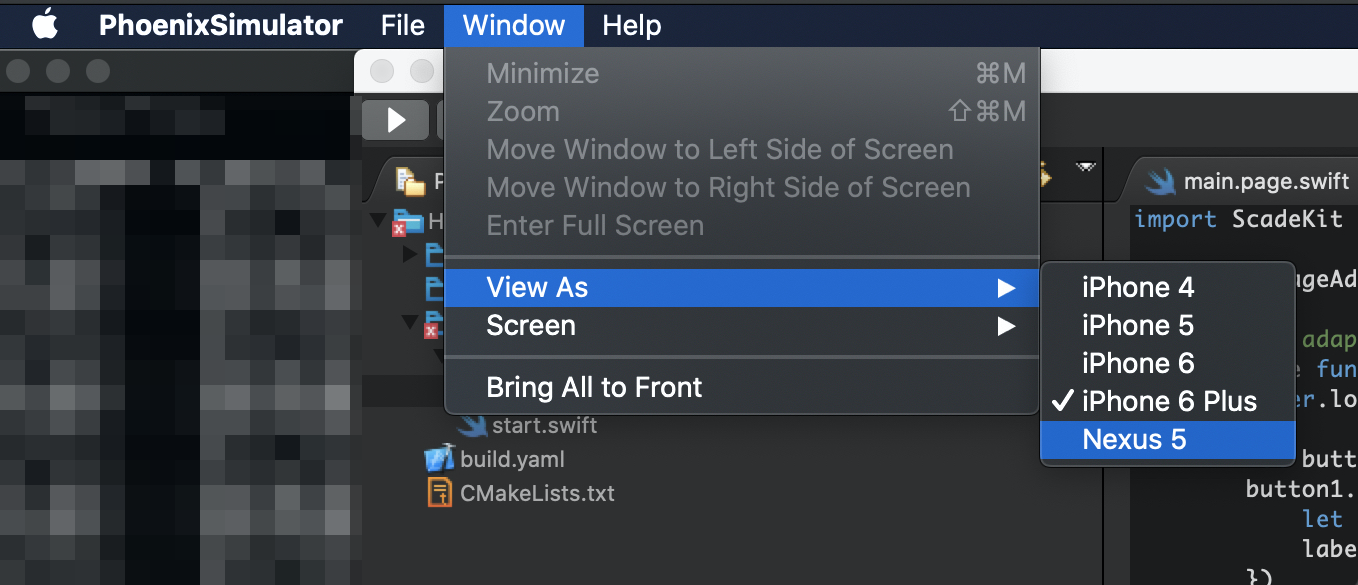 PhoenixSimulator File Window Help
Minimize ⌘M
Zoom ⇧⌘M
Move Window to Left Side of Screen
Move Window to Right Side of Screen
Enter Full Screen
View As
Screen
Bring All to Front
iPhone 4
iPhone 5
iPhone 6
✓ iPhone 6 Plus
Nexus 5
P
H
start.swift
build.yaml
CMakeLists.txt
main.page.swift
import ScadeKit
ageAd
adap
fun
er.lo
butt
button1.
let
labe
})